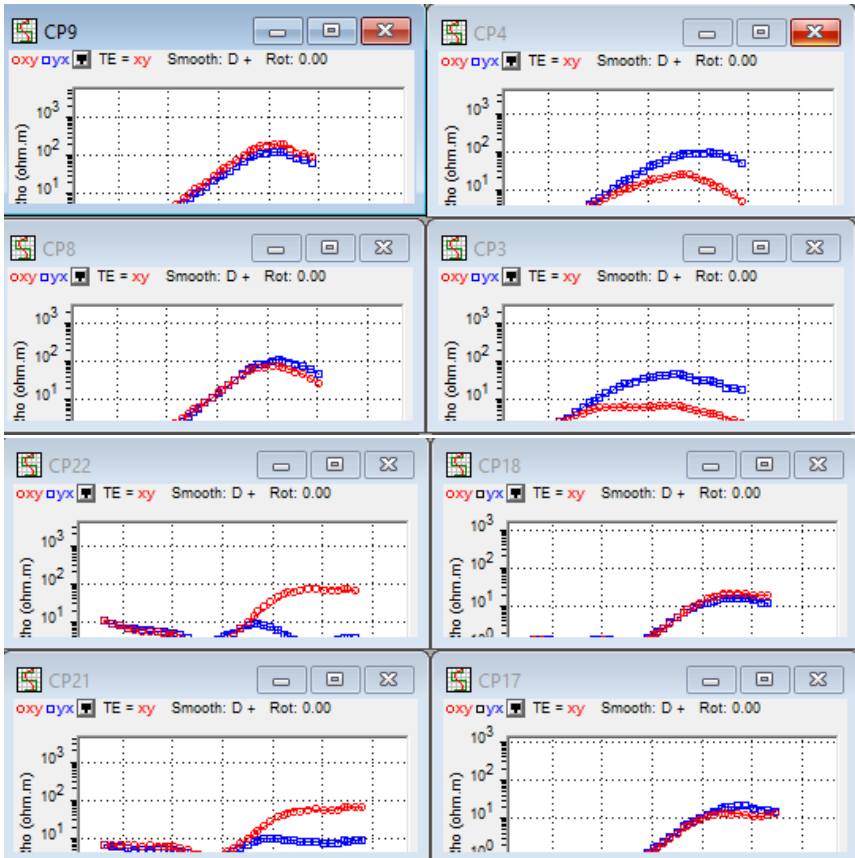 CP9
oxy □yx TE = xy Smooth: D + Rot: 0.00
10³
10²
10¹
rho (ohm.m)
CP4
oxy □yx TE = xy Smooth: D + Rot: 0.00
10³
10²
10¹
rho (ohm.m)
CP8
oxy □yx TE = xy Smooth: D + Rot: 0.00
10³
10²
10¹
rho (ohm.m)
CP3
oxy □yx TE = xy Smooth: D + Rot: 0.00
10³
10²
10¹
rho (ohm.m)
CP22
oxy □yx TE = xy Smooth: D + Rot: 0.00
10³
10²
10¹
rho (ohm.m)
CP18
oxy □yx TE = xy Smooth: D + Rot: 0.00
10³
10²
10¹
10⁰
rho (ohm.m)
CP21
oxy □yx TE = xy Smooth: D + Rot: 0.00
10³
10²
10¹
rho (ohm.m)
CP17
oxy □yx TE = xy Smooth: D + Rot: 0.00
10³
10²
10¹
10⁰
rho (ohm.m)